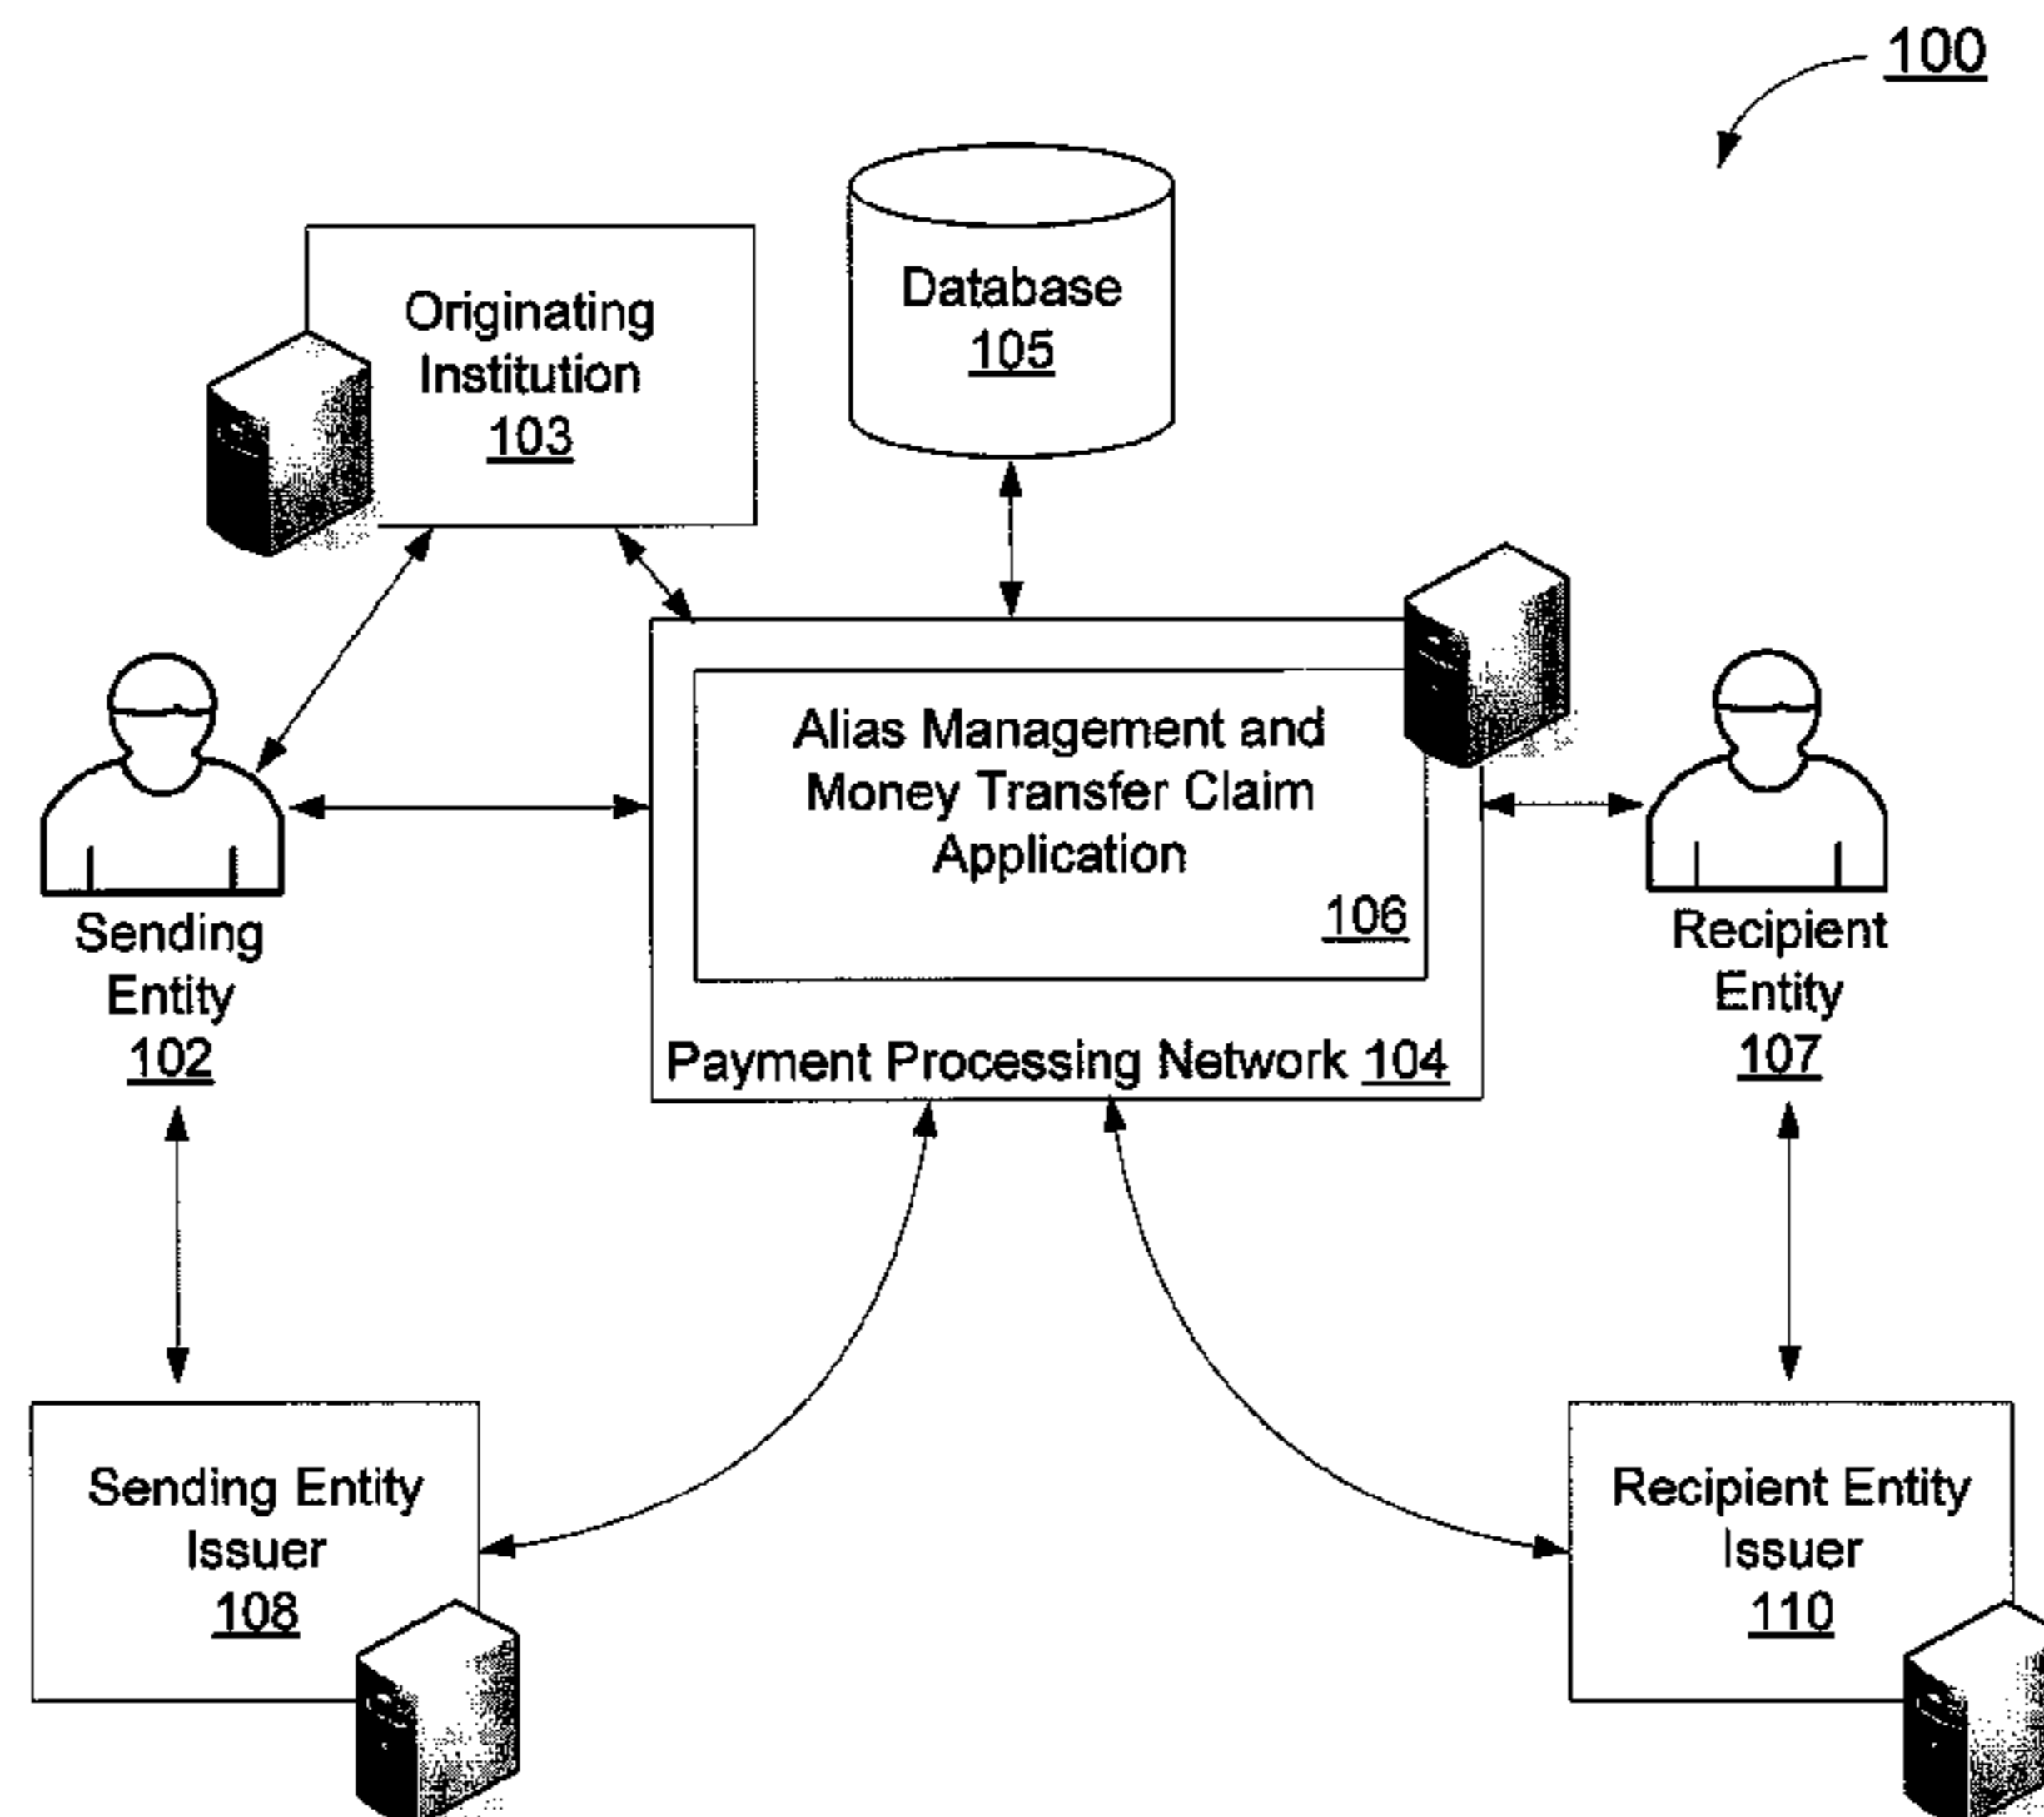 100
Originating
Institution
103
Database
105
Alias Management and
Money Transfer Claim
Application
106
Payment Processing Network 104
Sending
Entity
102
Recipient
Entity
107
Sending Entity
Issuer
108
Recipient Entity
Issuer
110